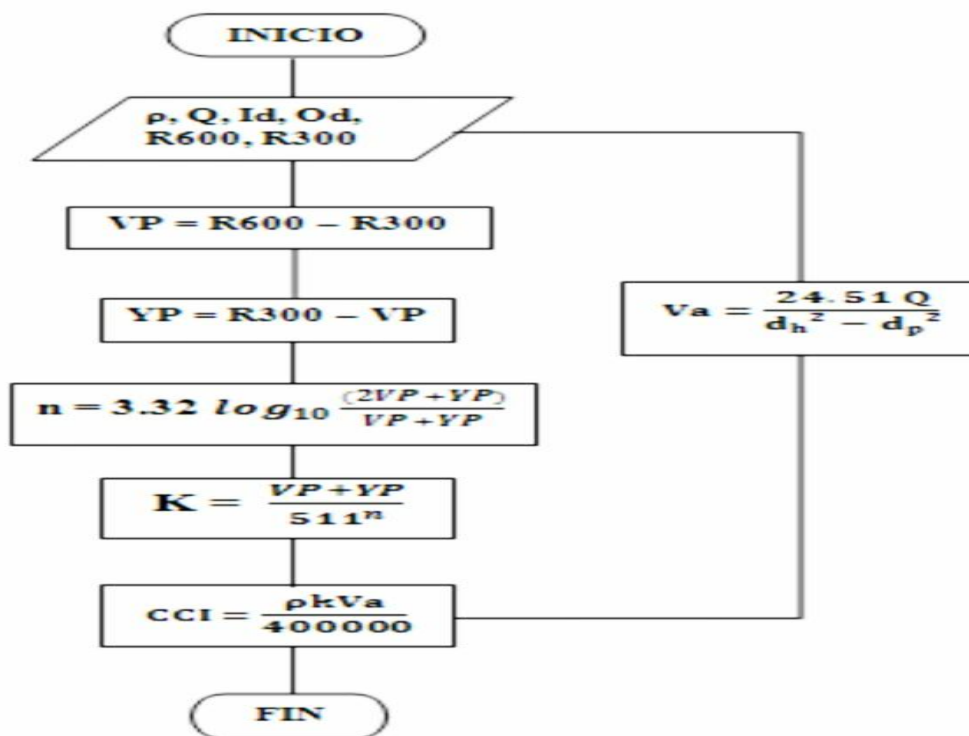 INICIO
ρ, Q, Id, Od,
R600, R300
VP = R600 – R300
YP = R300 – VP
n = 3.32 log₁₀ (2VP+YP) / VP+YP
K = VP+YP / 511ⁿ
CCI = ρkVa / 400000
FIN
Va = 24.51 Q / dₕ² – dₚ²